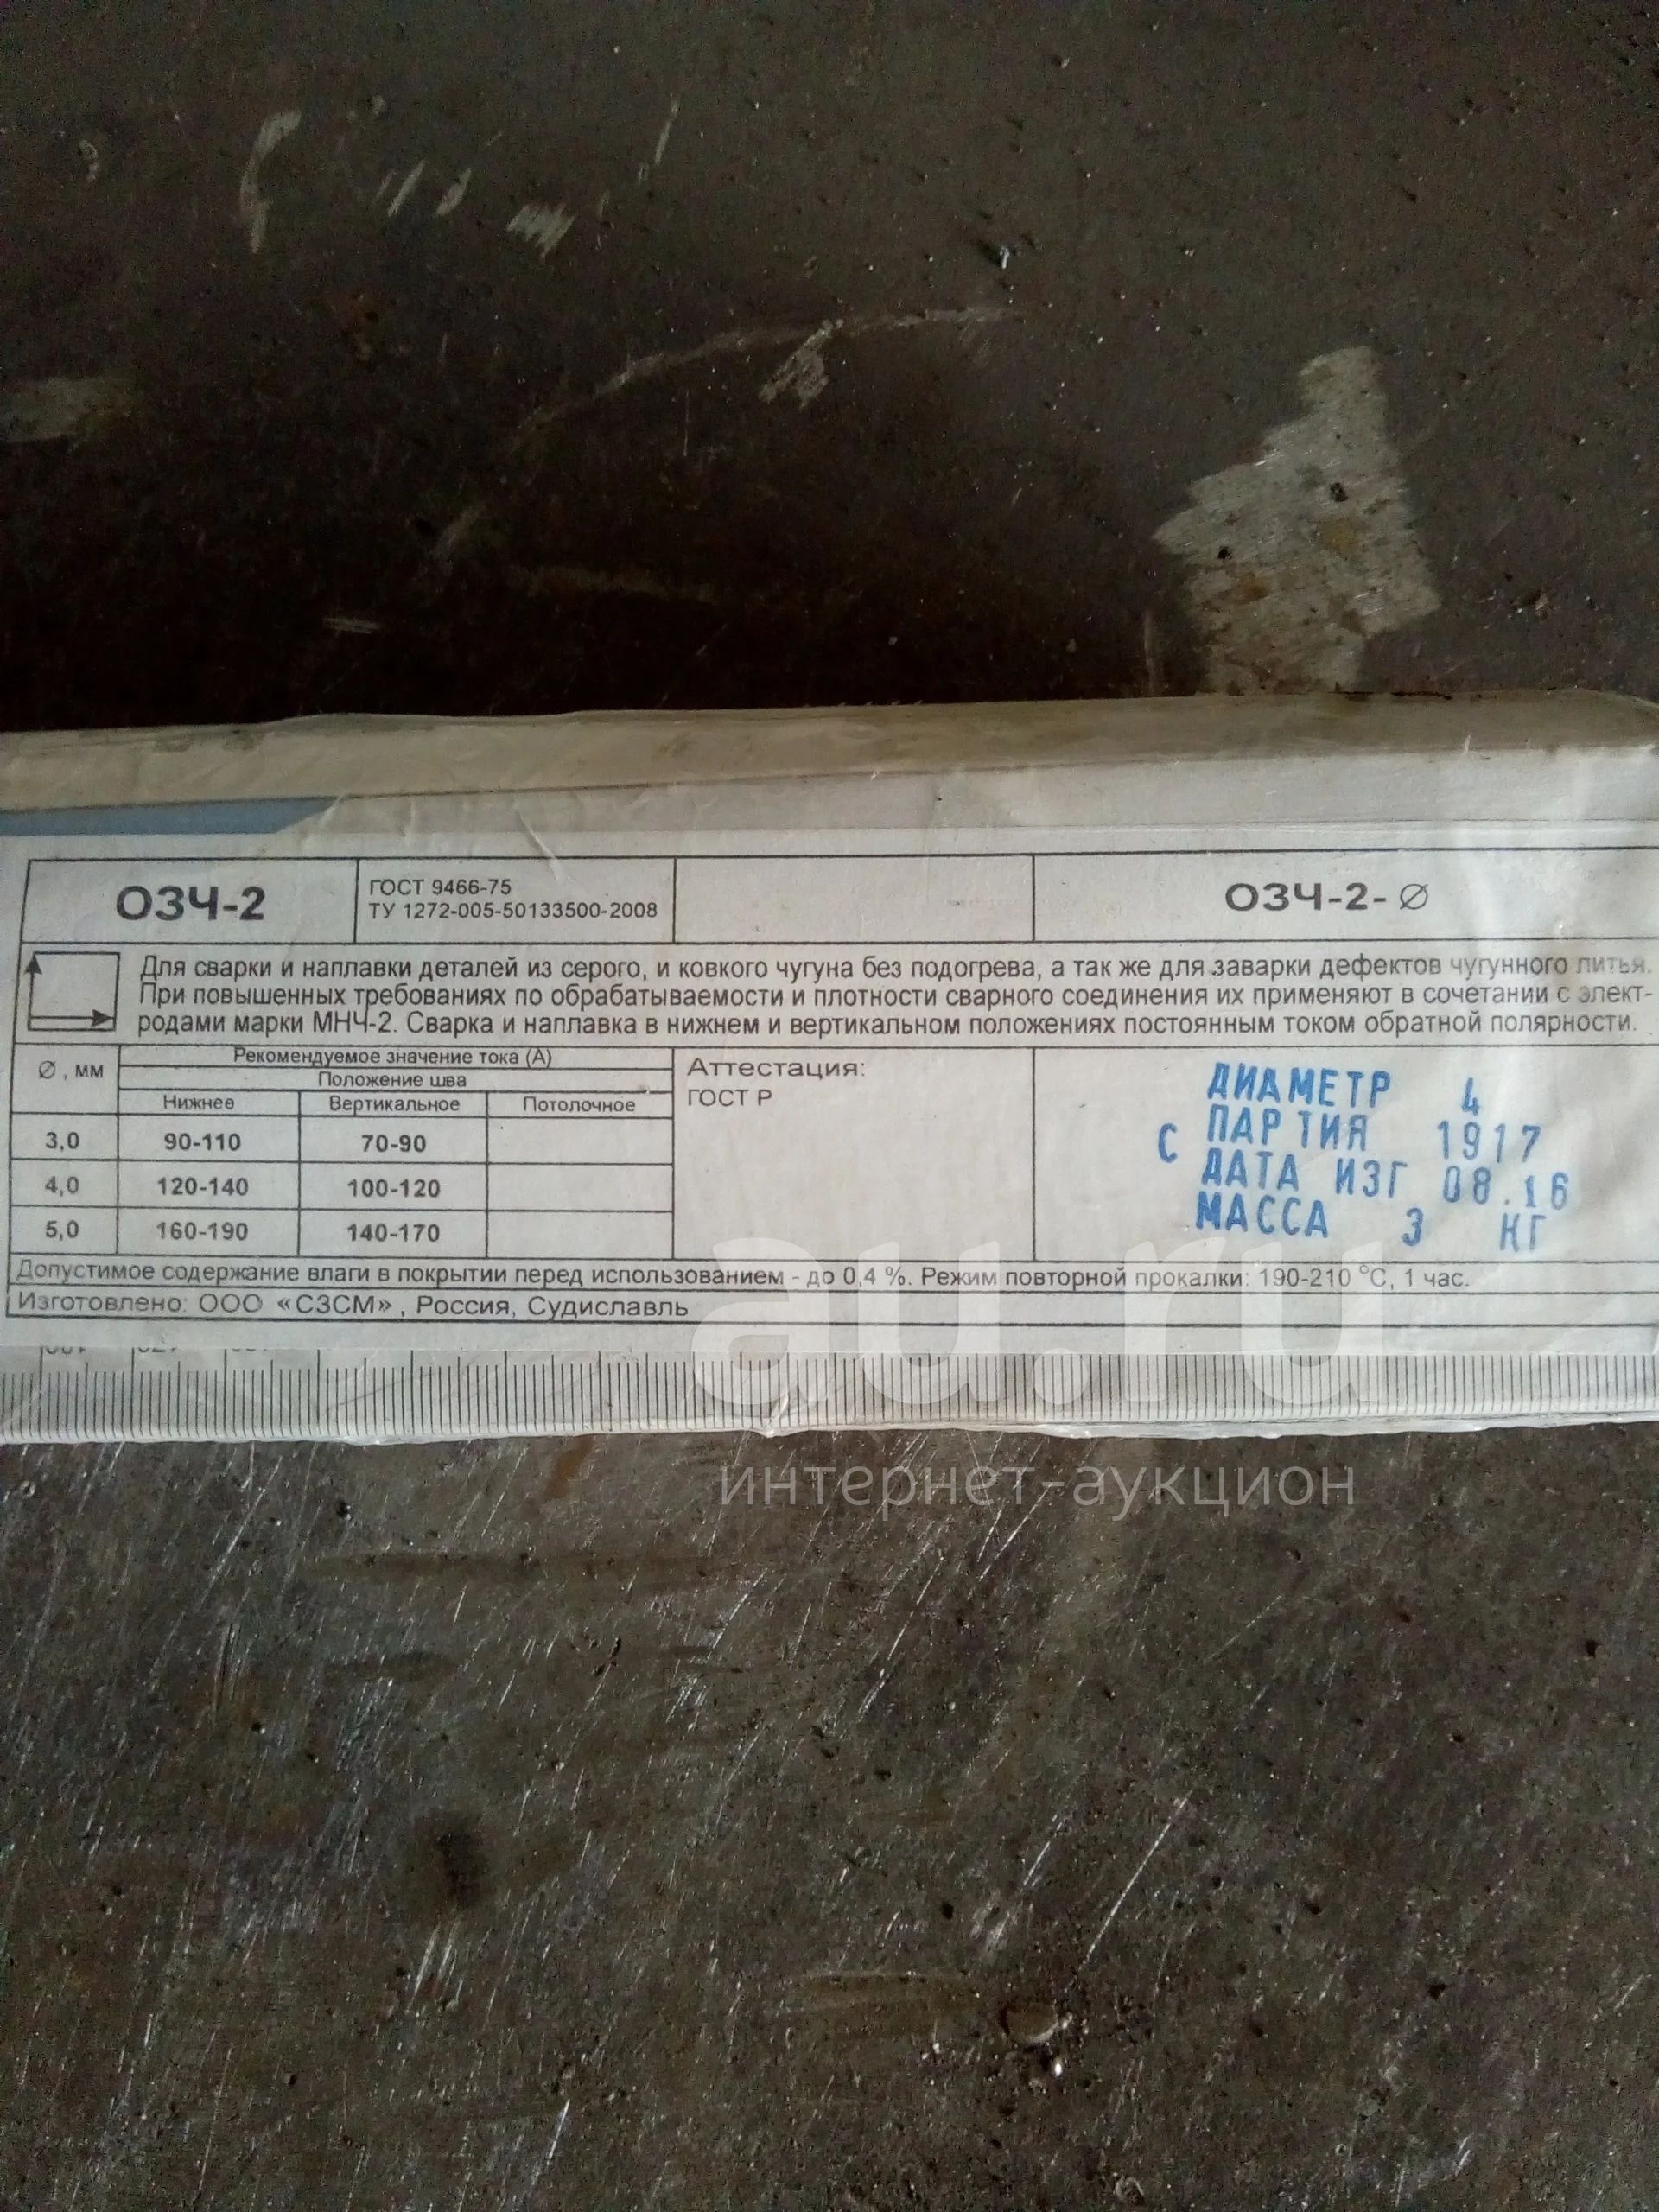 ОЗЧ-2
ГОСТ 9466-75
ТУ 1272-005-50133500-2008
ОЗЧ-2-∅
Для сварки и наплавки деталей из серого, и ковкого чугуна без подогрева, а так же для заварки дефектов чугунного литья.
При повышенных требованиях по обрабатываемости и плотности сварного соединения их применяют в сочетании с элект-
родами марки МНЧ-2. Сварка и наплавка в нижнем и вертикальном положениях постоянным током обратной полярности.
∅, мм
Рекомендуемое значение тока (А)
Положение шва
Нижнее Вертикальное Потолочное
3,0 90-110 70-90
4,0 120-140 100-120
5,0 160-190 140-170
Аттестация:
ГОСТ Р
ДИАМЕТР 4
С ПАРТИЯ 1917
ДАТА ИЗГ 08.16
МАССА 3 КГ
Допустимое содержание влаги в покрытии перед использованием - до 0,4 %. Режим повторной прокалки: 190-210 °С, 1 час.
Изготовлено: ООО «СЗСМ», Россия, Судиславль
au.ru
интернет-аукцион